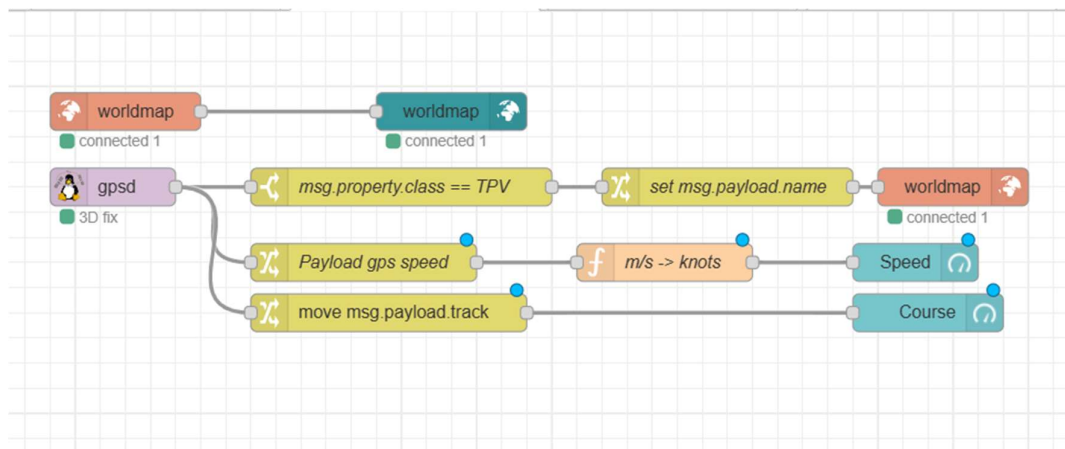 worldmap
worldmap
connected 1
connected 1
gpsd
msg.property.class == TPV
set msg.payload.name
worldmap
3D fix
connected 1
Payload gps speed
m/s -> knots
Speed
move msg.payload.track
Course